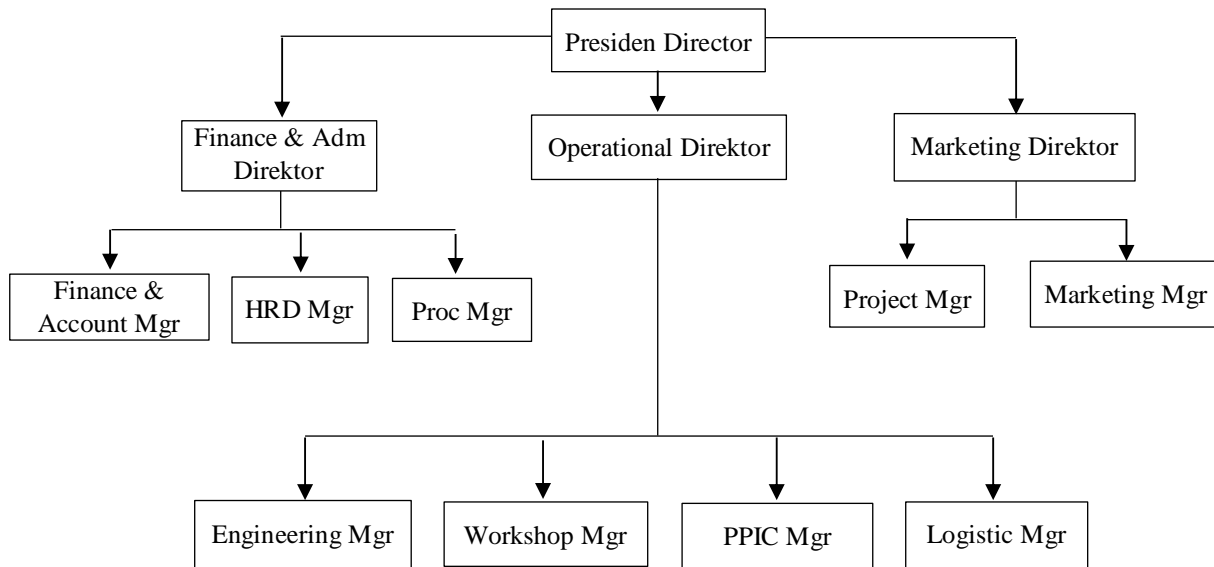 Presiden Director
Finance & Adm
Direktor
Operational Direktor
Marketing Direktor
Finance &
Account Mgr
HRD Mgr
Proc Mgr
Project Mgr
Marketing Mgr
Engineering Mgr
Workshop Mgr
PPIC Mgr
Logistic Mgr